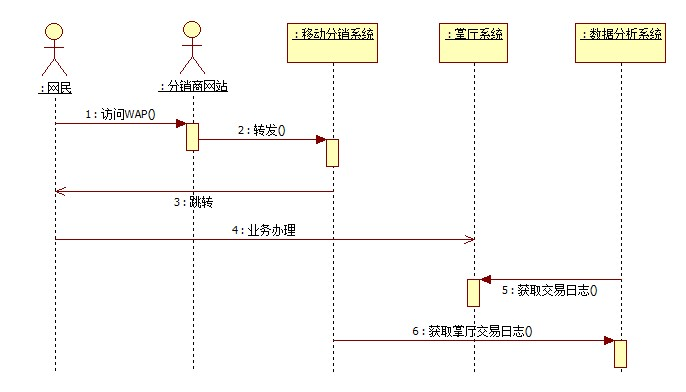 : 移动分销系统
: 掌厅系统
: 数据分析系统
: 网民
: 分销商网站
1 : 访问WAP()
2 : 转发()
3 : 跳转
4 : 业务办理
5 : 获取交易日志()
6 : 获取掌厅交易日志()